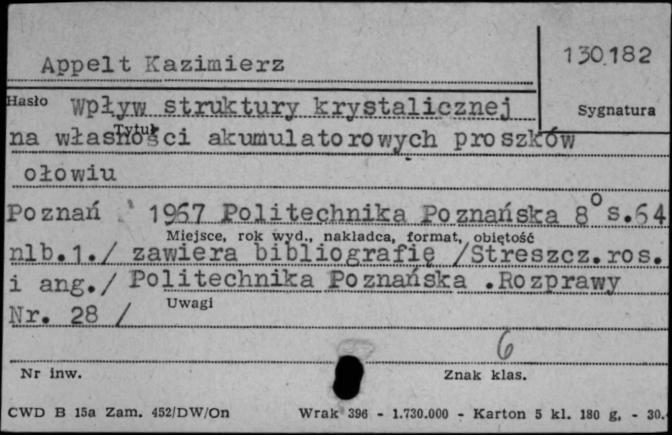 Appelt Kazimierz
130.182
Hasło
Wpływ struktury krystalicznej
Sygnatura
Tytuł
na własności akumulatorowych proszków
ołowiu
Poznań 1967 Politechnika Poznańska 8° s.64
Miejsce, rok wyd., nakładca, format, objętość
nlb.1./ zawiera bibliografię /Streszcz.ros.
i ang./ Politechnika Poznańska .Rozprawy
Uwagi
Nr. 28 /
6
Nr inw.
Znak klas.
CWD B 15a Zam. 452/DW/On Wrak 396 - 1.730.000 - Karton 5 kl. 180 g, - 30.